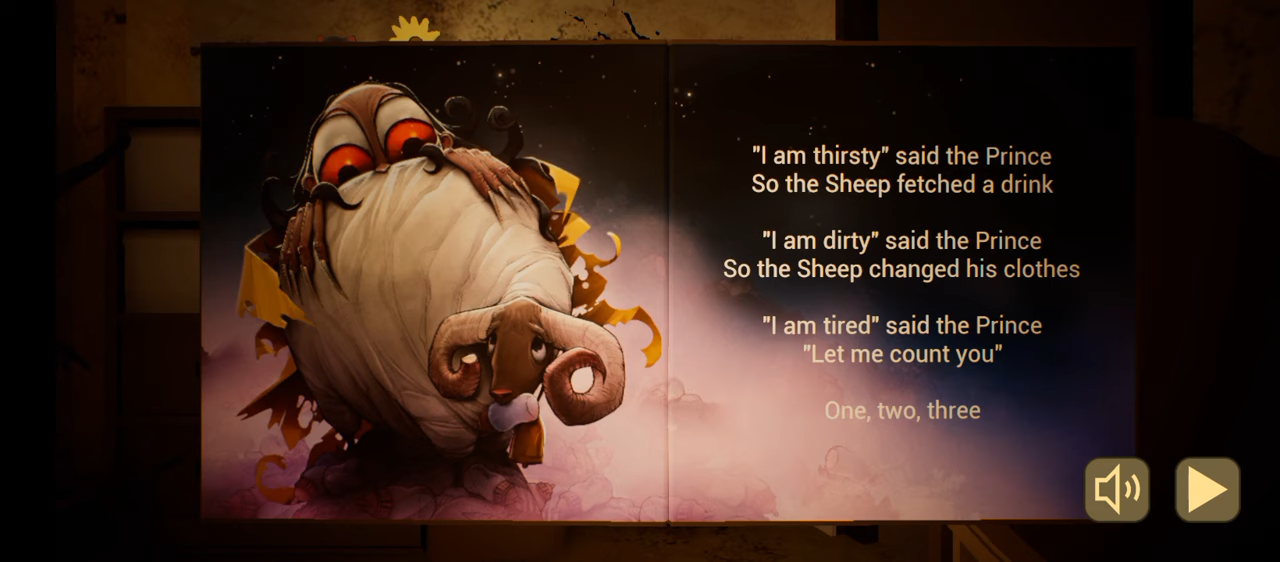 "I am thirsty" said the Prince
So the Sheep fetched a drink
"I am dirty" said the Prince
So the Sheep changed his clothes
"I am tired" said the Prince
"Let me count you"
One, two, three